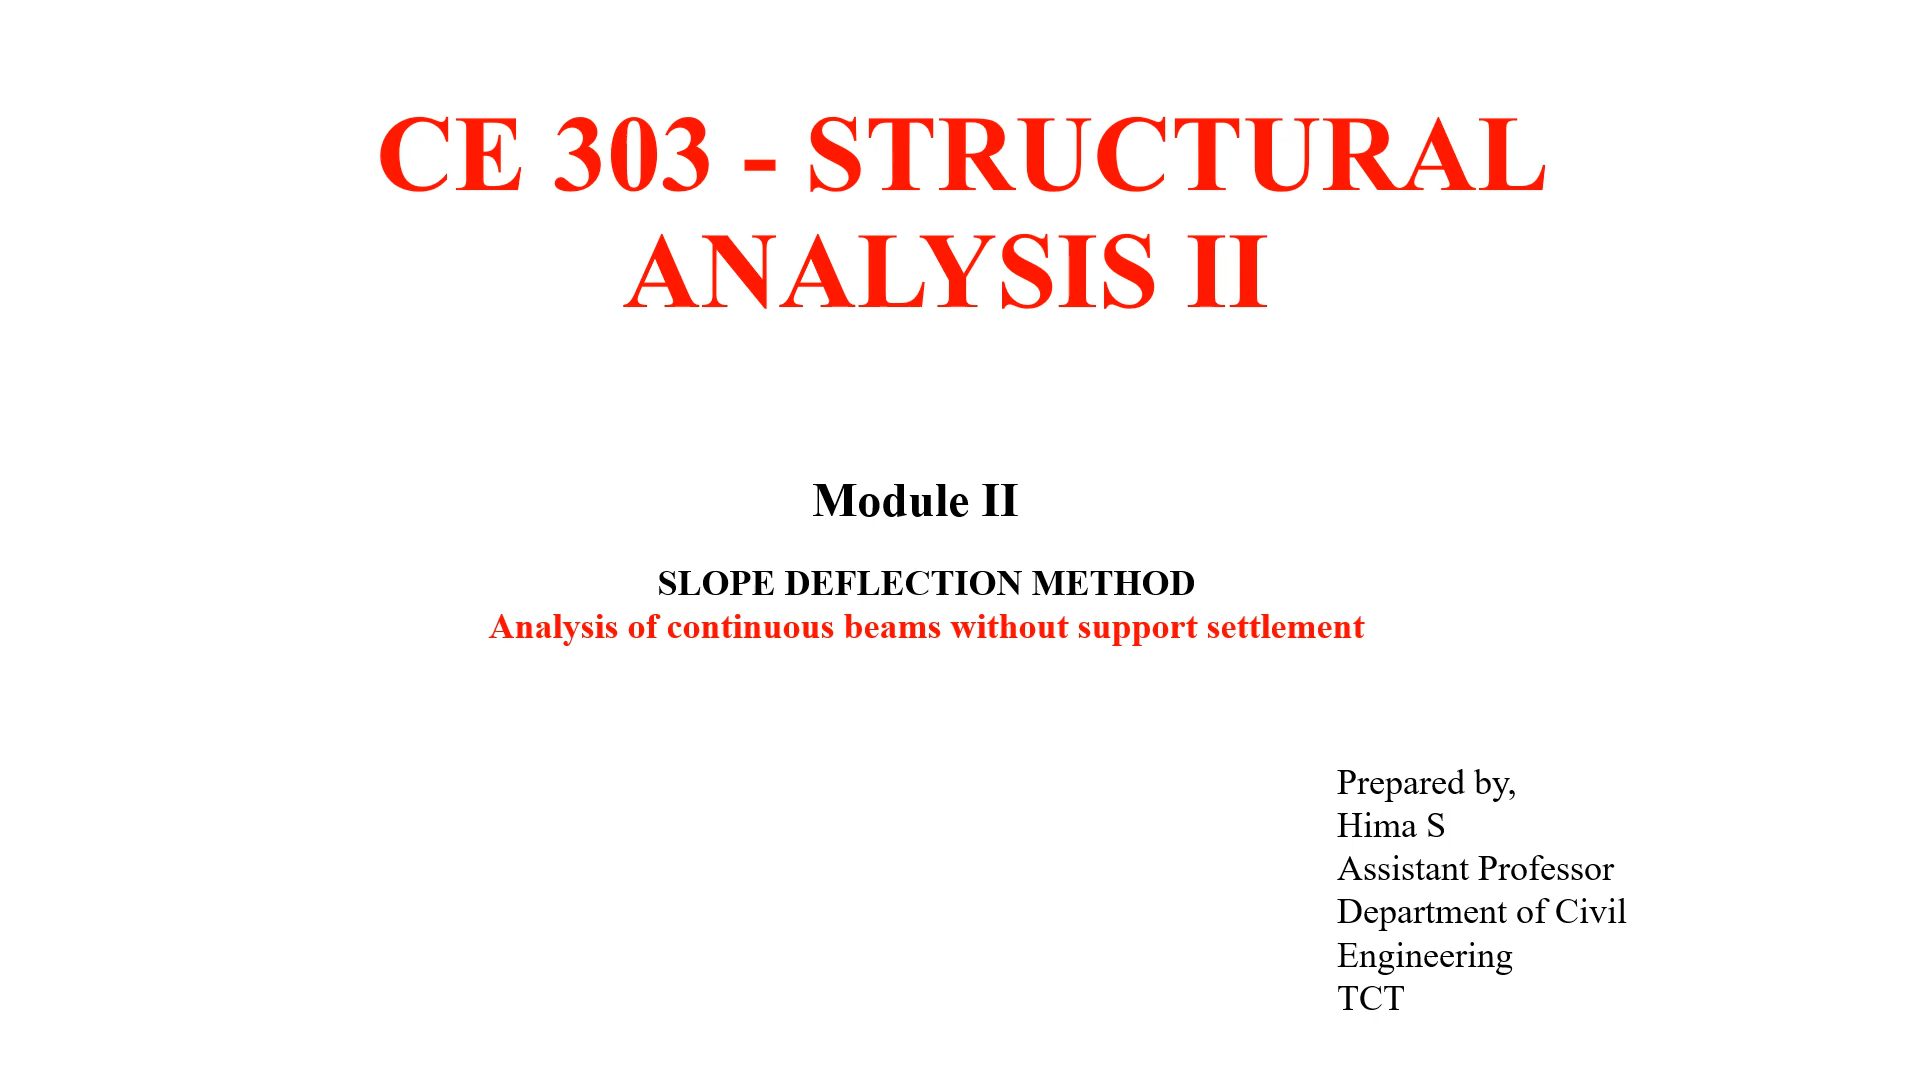 CE 303 - STRUCTURAL
ANALYSIS II
Module II
SLOPE DEFLECTION METHOD
Analysis of continuous beams without support settlement
Prepared by,
Hima S
Assistant Professor
Department of Civil
Engineering
TCT